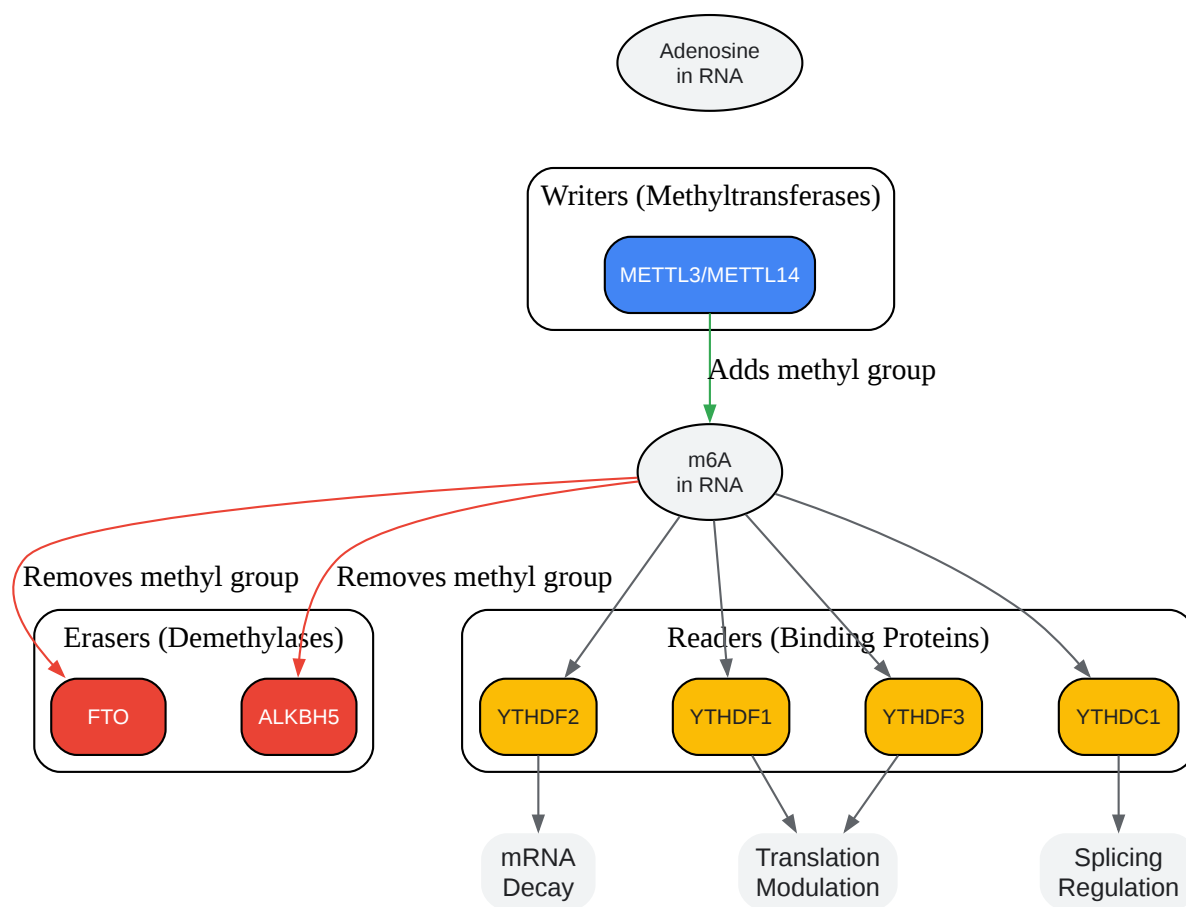 Adenosine
in RNA
Writers (Methyltransferases)
METTL3/METTL14
Adds methyl group
m6A
in RNA
Removes methyl group
Removes methyl group
Erasers (Demethylases)
Readers (Binding Proteins)
FTO
ALKBH5
YTHDF2
YTHDF1
YTHDF3
YTHDC1
mRNA
Decay
Translation
Modulation
Splicing
Regulation